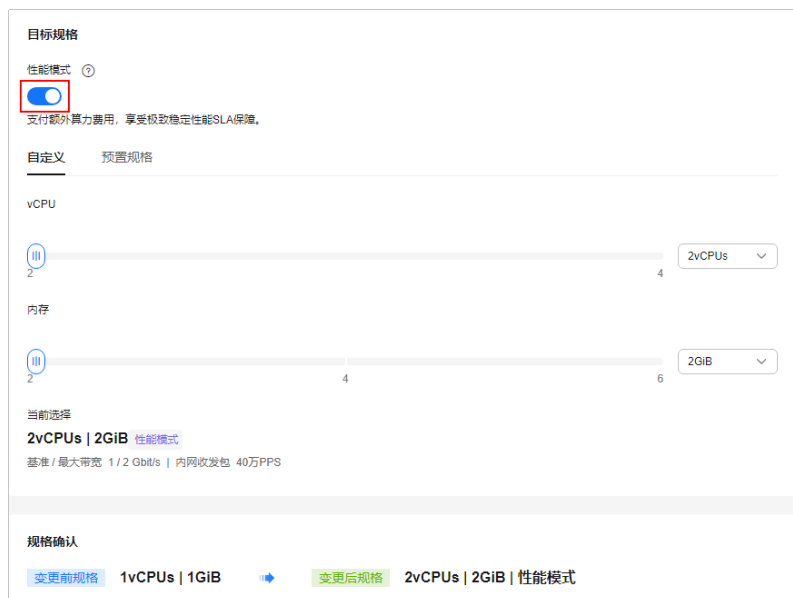 目标规格
性能模式 ?
支付额外算力费用，享受极致稳定性能SLA保障。
自定义 预置规格
vCPU
2 4 2vCPUs
内存
2 4 6 2GiB
当前选择
2vCPUs | 2GiB 性能模式
基准 / 最大带宽 1 / 2 Gbit/s | 内网收发包 40万PPS
规格确认
变更前规格 1vCPUs | 1GiB 变更后规格 2vCPUs | 2GiB | 性能模式